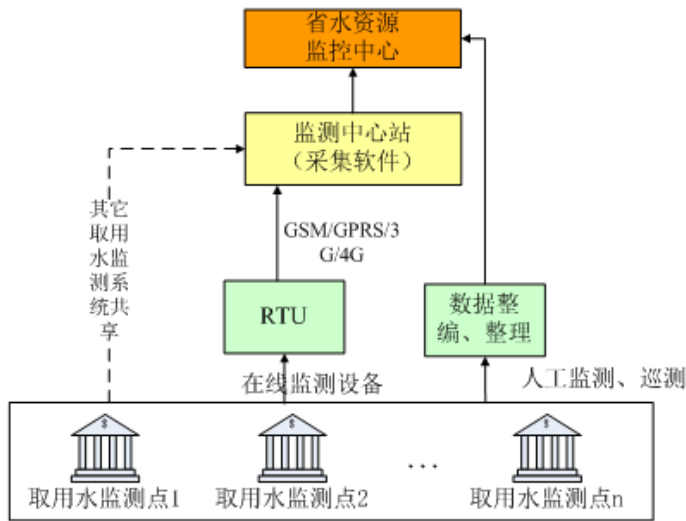 省水资源
监控中心
监测中心站
（采集软件）
其它
取用
水监
测系
统共
享
GSM/GPRS/3
G/4G
RTU
数据整
编、整理
在线监测设备
人工监测、巡测
$
$
$
...
取用水监测点1
取用水监测点2
取用水监测点n